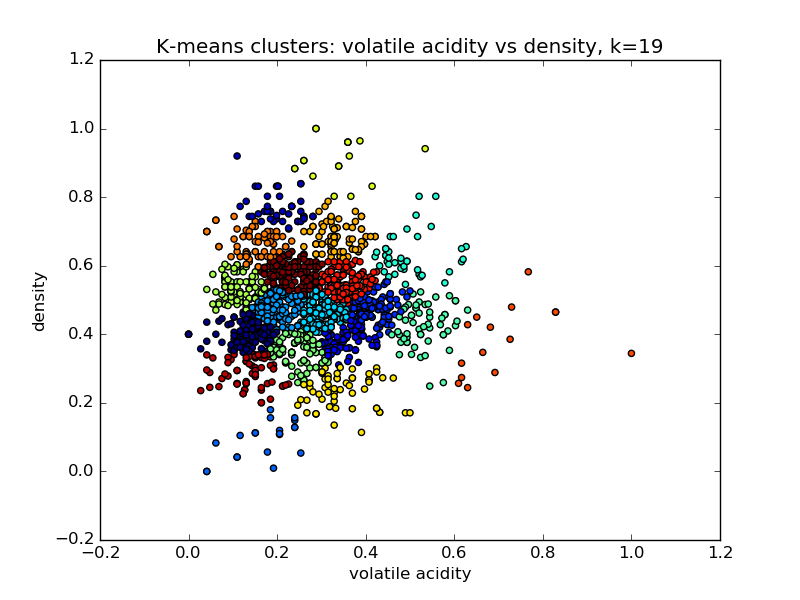 K-means clusters: volatile acidity vs density, k=19
1.2
1.0
0.8
0.6
0.4
0.2
0.0
−0.2
density
−0.2 0.0 0.2 0.4 0.6 0.8 1.0 1.2
volatile acidity